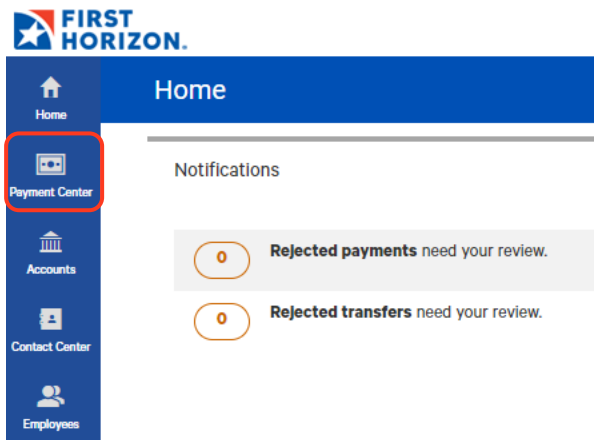 FIRST
HORIZON.
Home
Home
Payment Center
Notifications
Accounts
0 Rejected payments need your review.
Contact Center
0 Rejected transfers need your review.
Employees